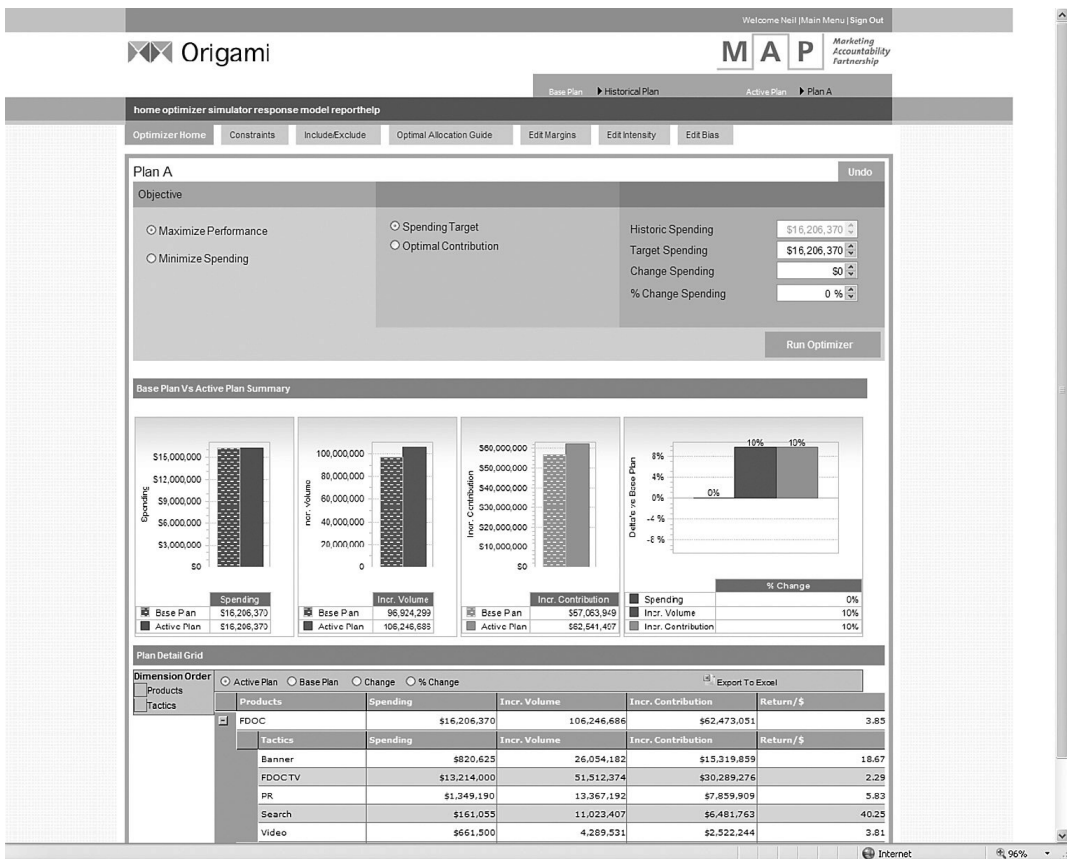 Welcome Neil |Main Menu | Sign Out
Origami
MAP Marketing Accountability Partnership
Base Plan Historical Plan Active Plan Plan A
home optimizer simulator response model reporthelp
Optimizer Home Constraints Include/Exclude Optimal Allocation Guide Edit Margins Edit Intensity Edit Bias
Plan A Undo
Objective
Maximize Performance
Minimize Spending
Spending Target
Optimal Contribution
Historic Spending $16,206,370
Target Spending $16,206,370
Change Spending $0
% Change Spending 0 %
Run Optimizer
Base Plan Vs Active Plan Summary
Spending
$15,000,000
$12,000,000
$9,000,000
$6,000,000
$3,000,000
$0
Spending
Base Plan $16,206,370
Active Plan $16,206,370
Incr. Volume
100,000,000
80,000,000
60,000,000
40,000,000
20,000,000
0
Incr. Volume
Base Plan 96,924,299
Active Plan 106,246,686
Incr. Contribution
$60,000,000
$50,000,000
$40,000,000
$30,000,000
$20,000,000
$10,000,000
$0
Incr. Contribution
Base Plan $57,063,949
Active Plan $62,541,497
Delta's vs Base Plan
8%
4%
0%
-4 %
-8 %
0% 10% 10%
% Change
Spending 0%
Incr. Volume 10%
Incr. Contribution 10%
Plan Detail Grid
Dimension Order
Products
Tactics
Active Plan Base Plan Change % Change Export To Excel
Products Spending Incr. Volume Incr. Contribution Return/$
FDOC $16,206,370 106,246,686 $62,473,051 3.85
Tactics Spending Incr. Volume Incr. Contribution Return/$
Banner $820,625 26,054,182 $15,319,859 18.67
FDOCTV $13,214,000 51,512,374 $30,289,276 2.29
PR $1,349,190 13,367,192 $7,859,909 5.83
Search $161,055 11,023,407 $6,481,763 40.25
Video $661,500 4,289,531 $2,522,244 3.81
Internet 96%